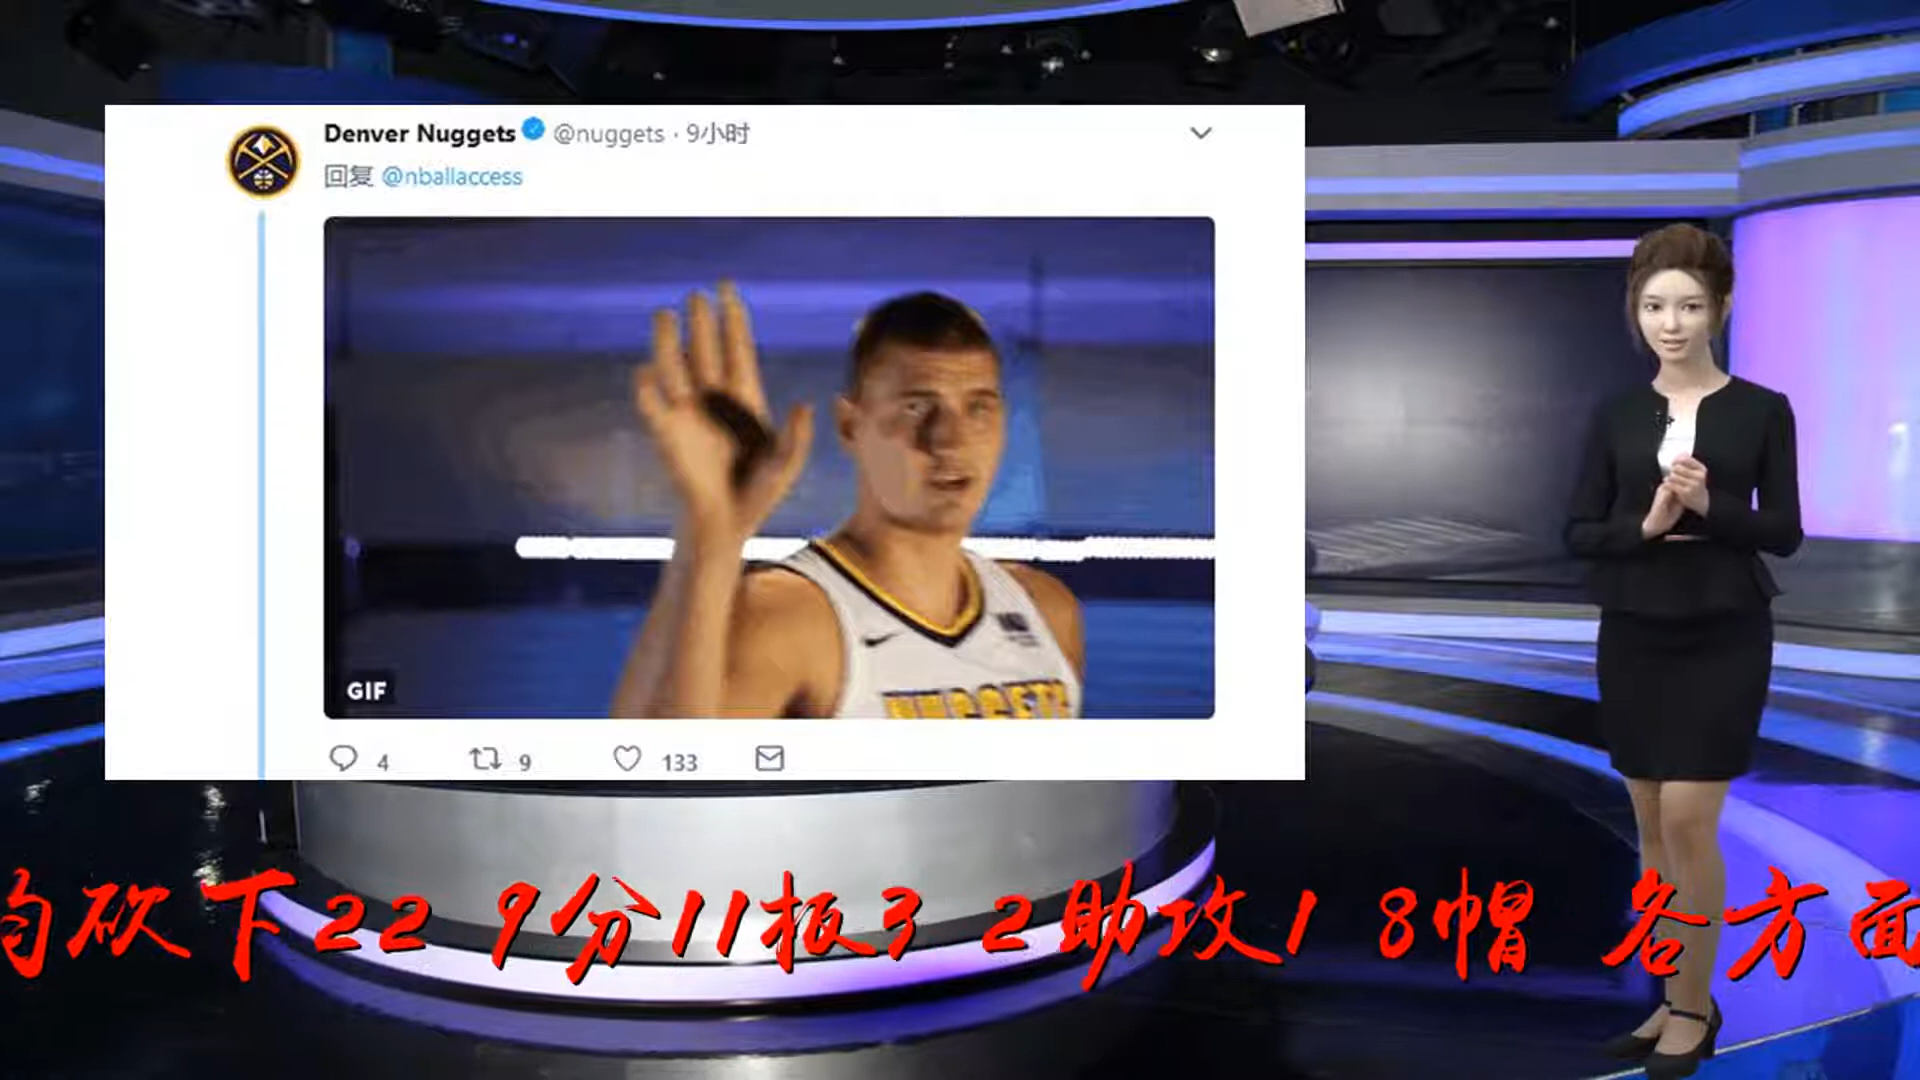 Denver Nuggets @nuggets · 9小时
回复 @nballaccess
NUGGETS
GIF
4 9 133
均砍下22 9分11板3 2助攻1 8帽 各方面